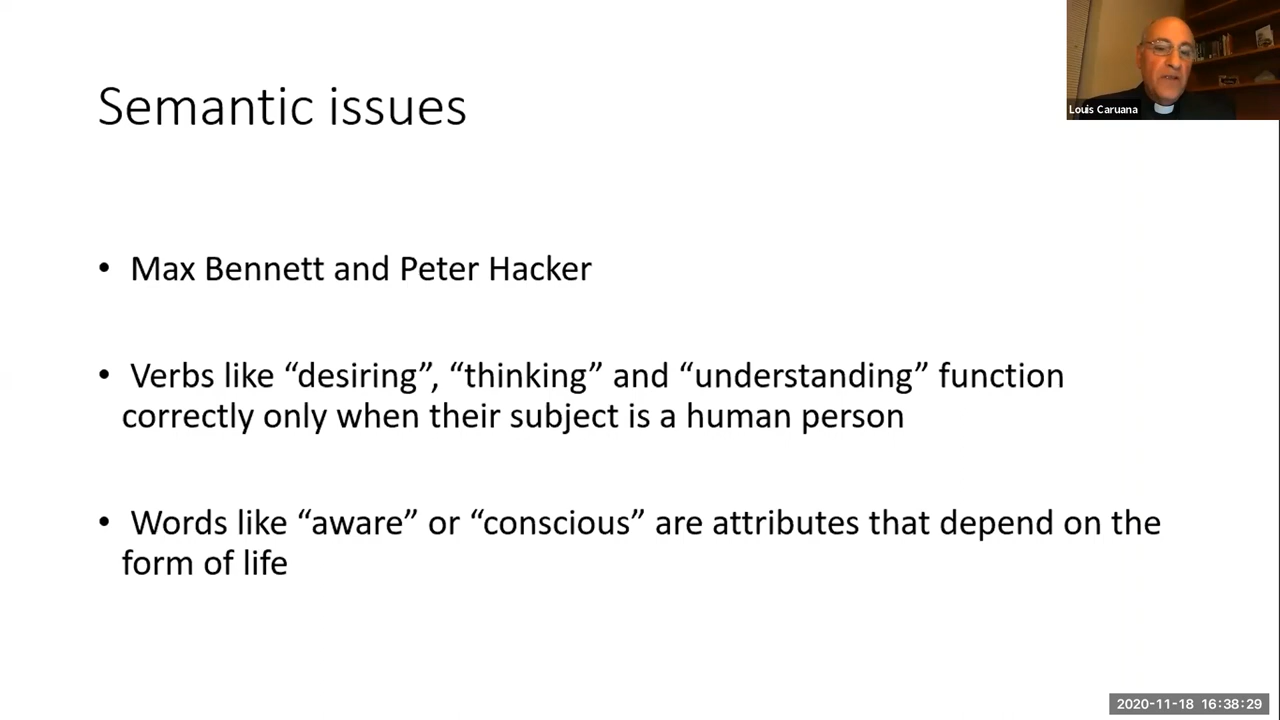 Louis Caruana
Semantic issues
• Max Bennett and Peter Hacker
• Verbs like “desiring”, “thinking” and “understanding” function
correctly only when their subject is a human person
• Words like “aware” or “conscious” are attributes that depend on the
form of life
2020-11-18 16:38:29